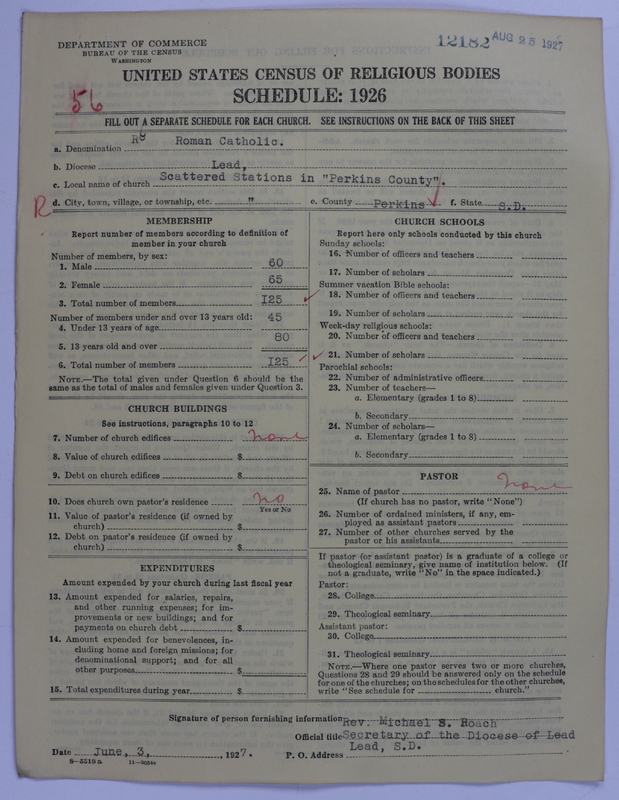 DEPARTMENT OF COMMERCE
BUREAU OF THE CENSUS
WASHINGTON
12182 AUG 25 1927
UNITED STATES CENSUS OF RELIGIOUS BODIES
SCHEDULE: 1926
56
FILL OUT A SEPARATE SCHEDULE FOR EACH CHURCH. SEE INSTRUCTIONS ON THE BACK OF THIS SHEET
a. Denomination Roman Catholic.
b. Diocese Lead,
c. Local name of church Scattered Stations in "Perkins County".
R d. City, town, village, or township, etc. " e. County Perkins f. State S.D.
MEMBERSHIP
Report number of members according to definition of
member in your church
Number of members, by sex:
1. Male 60
2. Female 65
3. Total number of members 125
Number of members under and over 13 years old:
4. Under 13 years of age 45
5. 13 years old and over 80
6. Total number of members 125
NOTE.—The total given under Question 6 should be the
same as the total of males and females given under Question 3.
CHURCH BUILDINGS
See instructions, paragraphs 10 to 12
7. Number of church edifices none
8. Value of church edifices $
9. Debt on church edifices $
10. Does church own pastor's residence no
Yes or No
11. Value of pastor's residence (if owned by
church) $
12. Debt on pastor's residence (if owned by
church) $
EXPENDITURES
Amount expended by your church during last fiscal year
13. Amount expended for salaries, repairs,
and other running expenses; for im-
provements or new buildings; and for
payments on church debt $
14. Amount expended for benevolences, in-
cluding home and foreign missions; for
denominational support; and for all
other purposes $
15. Total expenditures during year $
CHURCH SCHOOLS
Report here only schools conducted by this church
Sunday schools:
16. Number of officers and teachers
17. Number of scholars
Summer vacation Bible schools:
18. Number of officers and teachers
19. Number of scholars
Week-day religious schools:
20. Number of officers and teachers
21. Number of scholars
Parochial schools:
22. Number of administrative officers
23. Number of teachers—
a. Elementary (grades 1 to 8)
b. Secondary
24. Number of scholars—
a. Elementary (grades 1 to 8)
b. Secondary
PASTOR
25. Name of pastor none
(If church has no pastor, write "None")
26. Number of ordained ministers, if any, em-
ployed as assistant pastors
27. Number of other churches served by the
pastor or his assistants
If pastor (or assistant pastor) is a graduate of a college or
theological seminary, give name of institution below. (If
not a graduate, write "No" in the space indicated.)
Pastor:
28. College
29. Theological seminary
Assistant pastor:
30. College
31. Theological seminary
NOTE.—Where one pastor serves two or more churches,
Questions 28 and 29 should be answered only on the schedule
for one of the churches; on the schedules for the other churches,
write "See schedule for church."
Signature of person furnishing information Rev. Michael S. Roach
Official title Secretary of the Diocese of Lead
Date June, 3, 1927. P. O. Address Lead, S.D.
8—5519 a